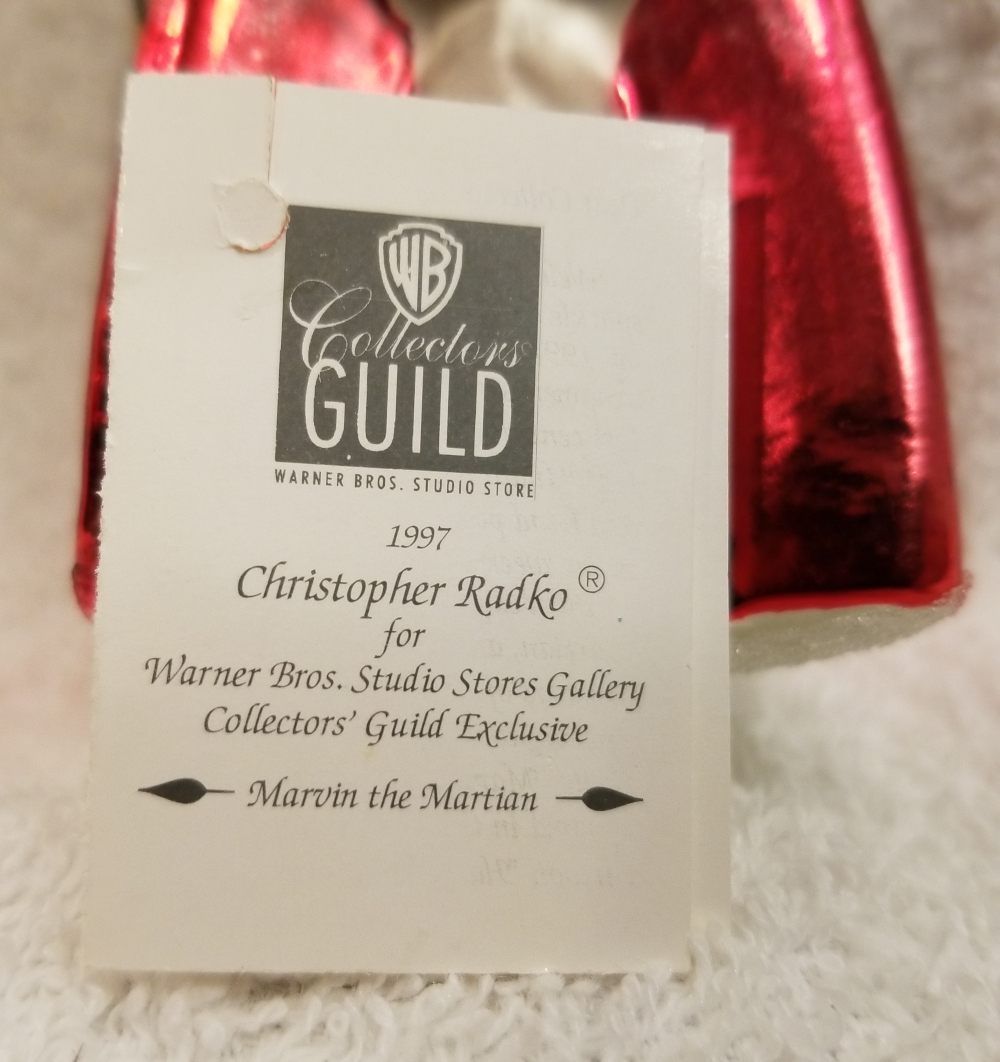 WB
Collectors
GUILD
WARNER BROS. STUDIO STORE
1997
Christopher Radko ®
for
Warner Bros. Studio Stores Gallery
Collectors' Guild Exclusive
Marvin the Martian